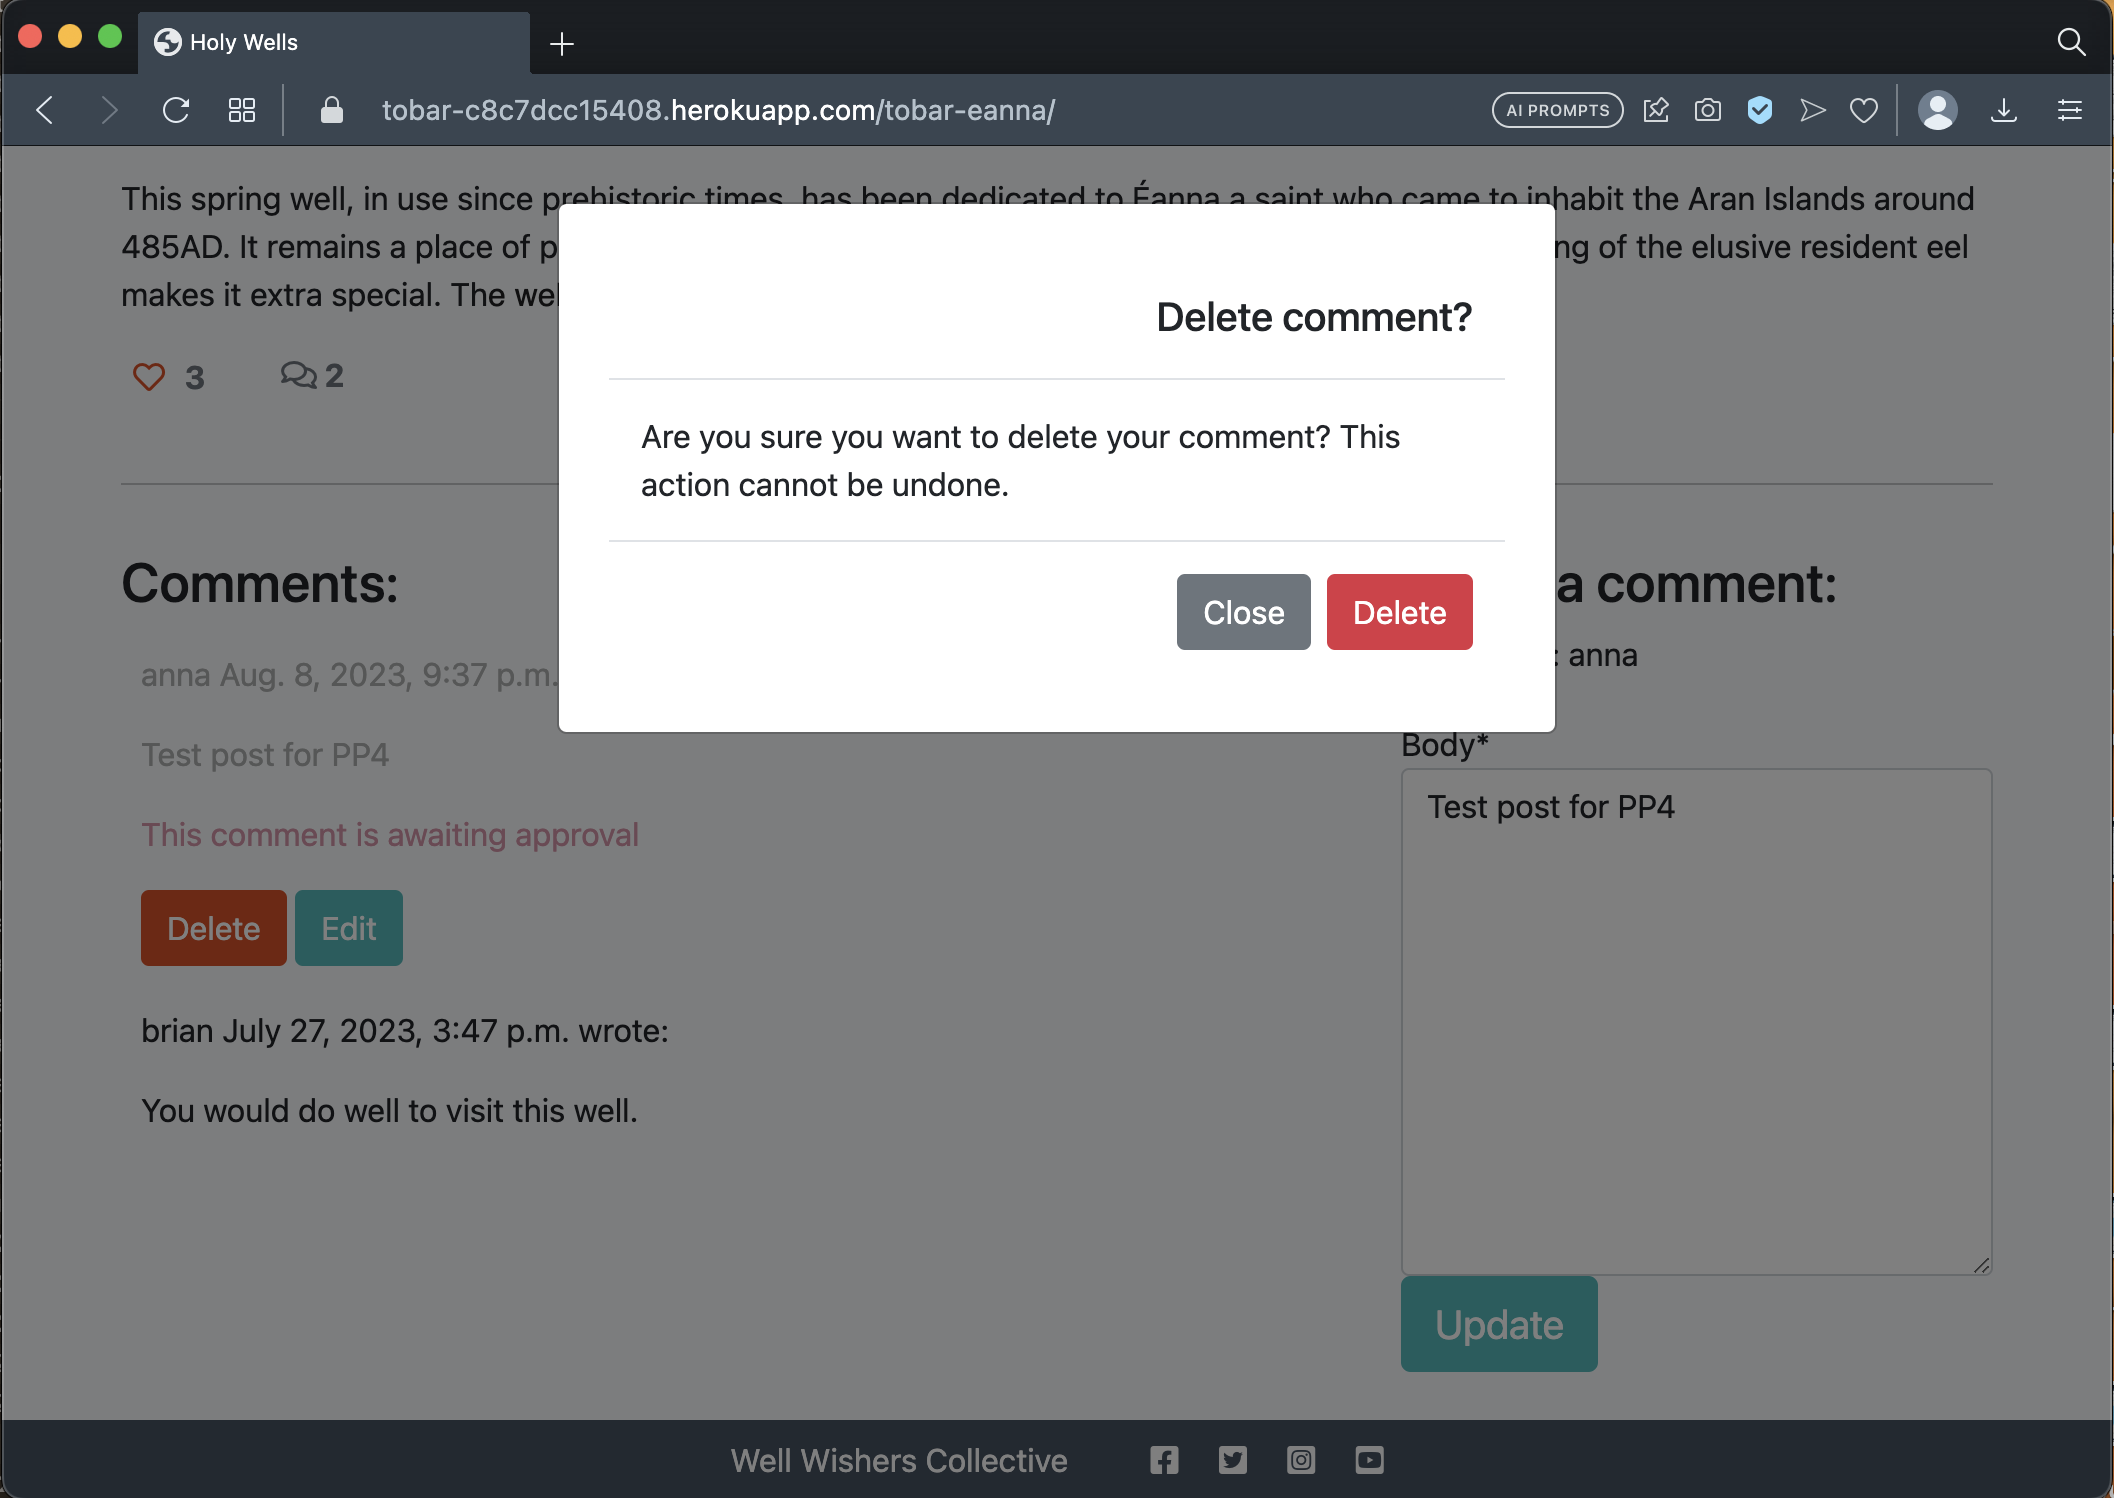 Holy Wells
tobar-c8c7dcc15408.herokuapp.com/tobar-eanna/
AI PROMPTS
This spring well, in use since prehistoric times, has been dedicated to Éanna a saint who came to inhabit the Aran Islands around
485AD. It remains a place of p ng of the elusive resident eel
makes it extra special. The wel
3 2
Delete comment?
Are you sure you want to delete your comment? This
action cannot be undone.
Close Delete
Comments:
anna Aug. 8, 2023, 9:37 p.m.
Test post for PP4
This comment is awaiting approval
Delete Edit
brian July 27, 2023, 3:47 p.m. wrote:
You would do well to visit this well.
a comment:
: anna
Body*
Test post for PP4
Update
Well Wishers Collective